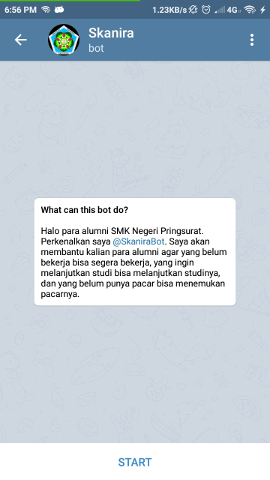 6:56 PM
1.23KB/s
4G
Skanira
bot
What can this bot do?
Halo para alumni SMK Negeri Pringsurat.
Perkenalkan saya @SkaniraBot. Saya akan
membantu kalian para alumni agar yang belum
bekerja bisa segera bekerja, yang ingin
melanjutkan studi bisa melanjutkan studinya,
dan yang belum punya pacar bisa menemukan
pacarnya.
START